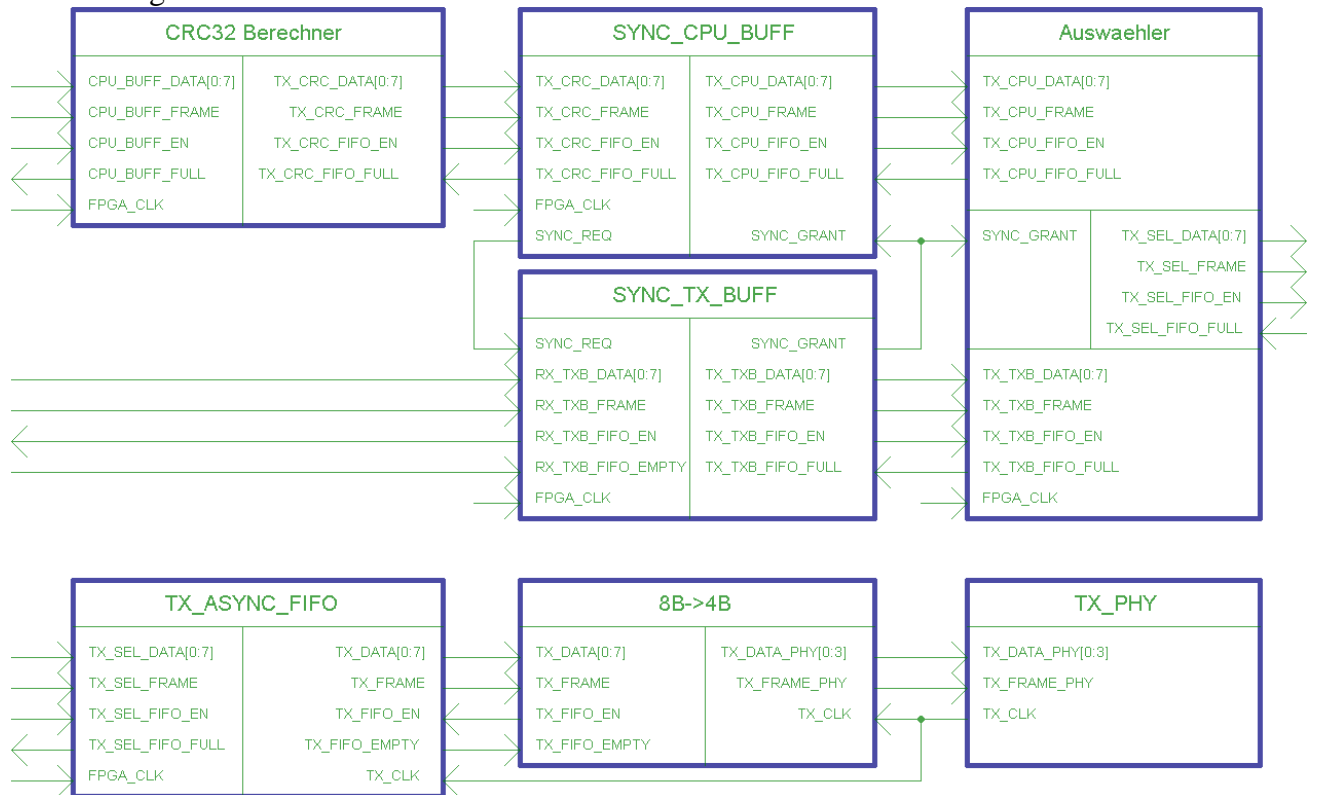 CRC32 Berechner
CPU_BUFF_DATA[0:7] TX_CRC_DATA[0:7]
CPU_BUFF_FRAME TX_CRC_FRAME
CPU_BUFF_EN TX_CRC_FIFO_EN
CPU_BUFF_FULL TX_CRC_FIFO_FULL
FPGA_CLK
SYNC_CPU_BUFF
TX_CRC_DATA[0:7] TX_CPU_DATA[0:7]
TX_CRC_FRAME TX_CPU_FRAME
TX_CRC_FIFO_EN TX_CPU_FIFO_EN
TX_CRC_FIFO_FULL TX_CPU_FIFO_FULL
FPGA_CLK
SYNC_REQ SYNC_GRANT
SYNC_TX_BUFF
SYNC_REQ SYNC_GRANT
RX_TXB_DATA[0:7] TX_TXB_DATA[0:7]
RX_TXB_FRAME TX_TXB_FRAME
RX_TXB_FIFO_EN TX_TXB_FIFO_EN
RX_TXB_FIFO_EMPTY TX_TXB_FIFO_FULL
FPGA_CLK
Auswaehler
TX_CPU_DATA[0:7]
TX_CPU_FRAME
TX_CPU_FIFO_EN
TX_CPU_FIFO_FULL
SYNC_GRANT TX_SEL_DATA[0:7]
TX_SEL_FRAME
TX_SEL_FIFO_EN
TX_SEL_FIFO_FULL
TX_TXB_DATA[0:7]
TX_TXB_FRAME
TX_TXB_FIFO_EN
TX_TXB_FIFO_FULL
FPGA_CLK
TX_ASYNC_FIFO
TX_SEL_DATA[0:7] TX_DATA[0:7]
TX_SEL_FRAME TX_FRAME
TX_SEL_FIFO_EN TX_FIFO_EN
TX_SEL_FIFO_FULL TX_FIFO_EMPTY
FPGA_CLK TX_CLK
8B->4B
TX_DATA[0:7] TX_DATA_PHY[0:3]
TX_FRAME TX_FRAME_PHY
TX_FIFO_EN TX_CLK
TX_FIFO_EMPTY
TX_PHY
TX_DATA_PHY[0:3]
TX_FRAME_PHY
TX_CLK